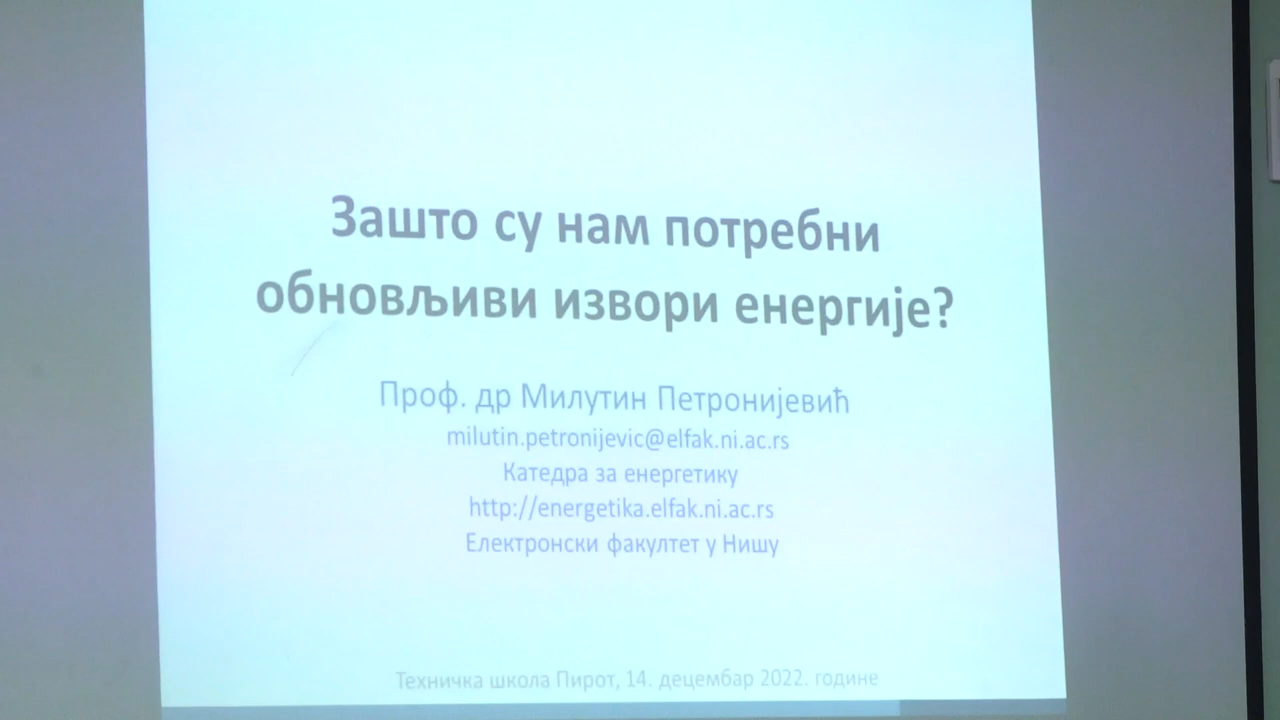 Зашто су нам потребни
обновљиви извори енергије?
Проф. др Милутин Петронијевић
milutin.petronijevic@elfak.ni.ac.rs
Катедра за енергетику
http://energetika.elfak.ni.ac.rs
Електронски факултет у Нишу
Техничка школа Пирот, 14. децембар 2022. године